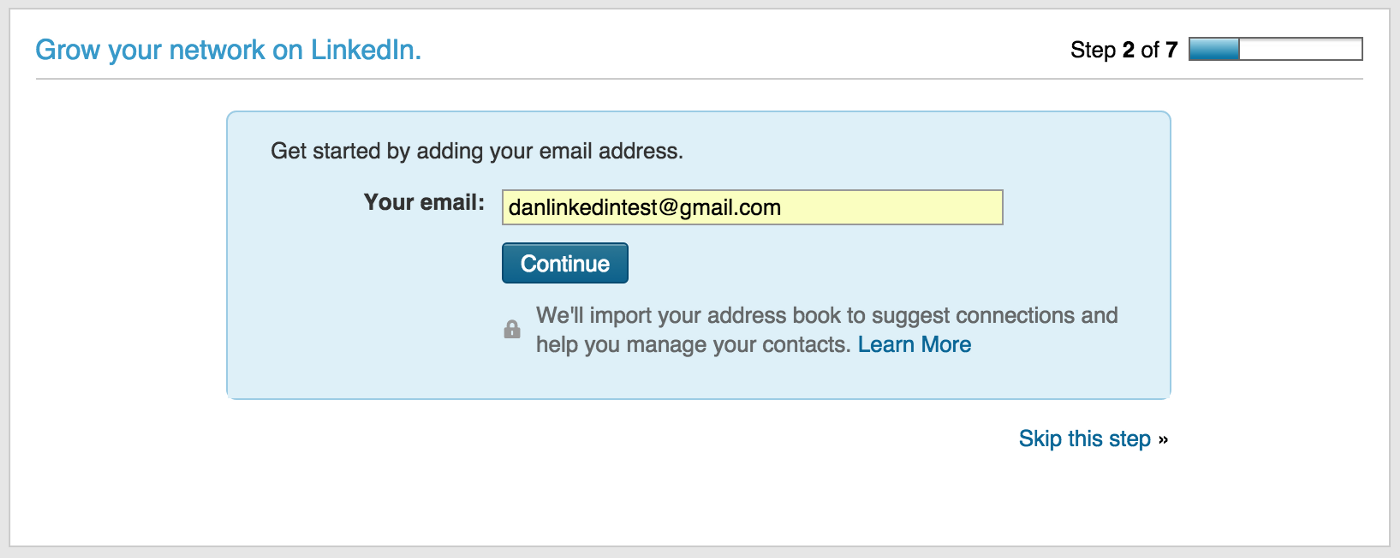 Grow your network on LinkedIn.
Step 2 of 7
Get started by adding your email address.
Your email:
danlinkedintest@gmail.com
Continue
We'll import your address book to suggest connections and
help you manage your contacts. Learn More
Skip this step »